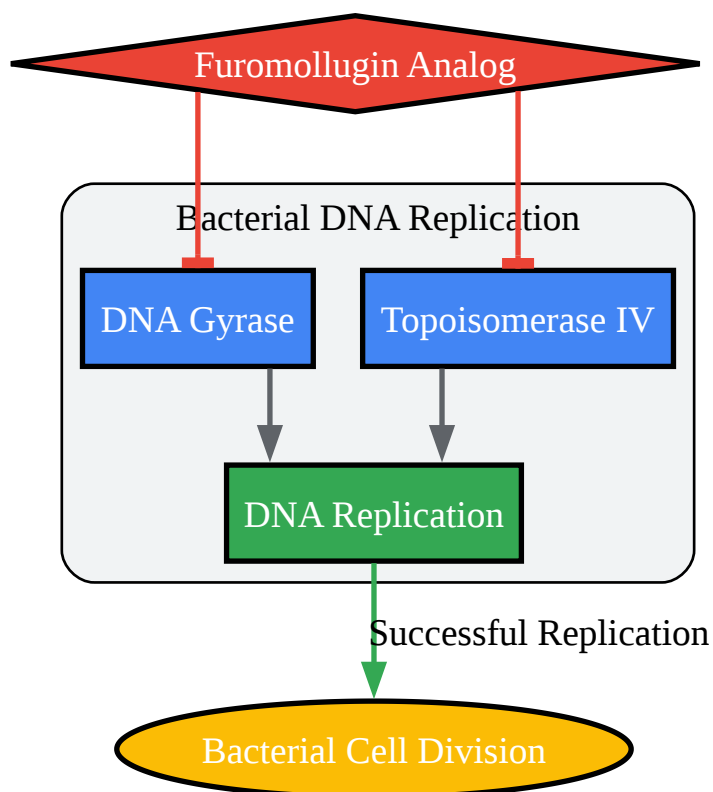 Furomollugin Analog
Bacterial DNA Replication
DNA Gyrase
Topoisomerase IV
DNA Replication
Successful Replication
Bacterial Cell Division